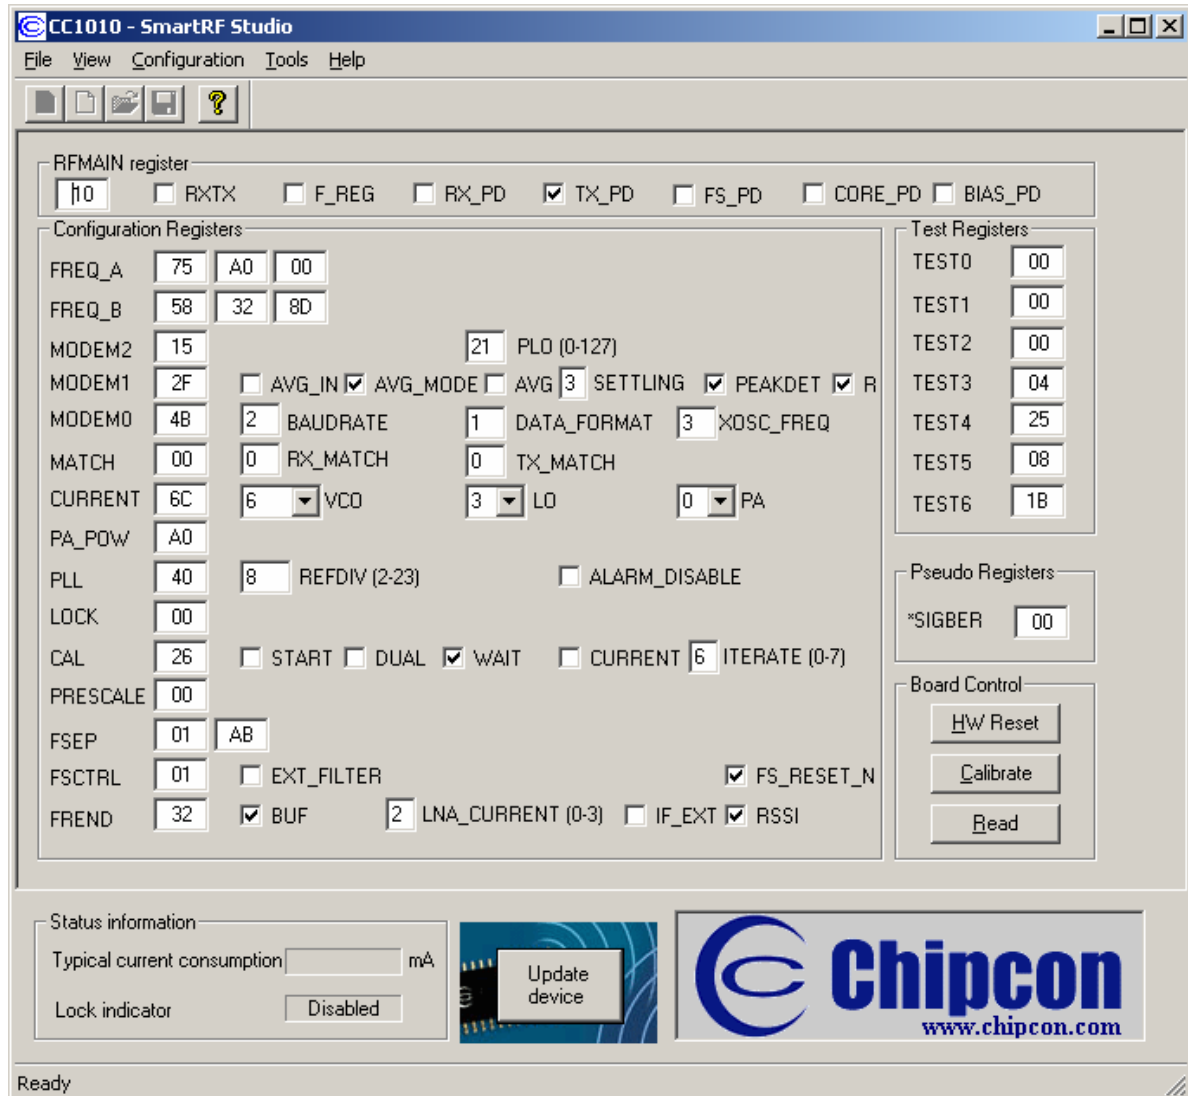 CC1010 - SmartRF Studio
File View Configuration Tools Help
RFMAIN register
10 RXTX F_REG RX_PD TX_PD FS_PD CORE_PD BIAS_PD
Configuration Registers
FREQ_A 75 A0 00
FREQ_B 58 32 8D
MODEM2 15 21 PLO (0-127)
MODEM1 2F AVG_IN AVG_MODE AVG 3 SETTLING PEAKDET R
MODEM0 4B 2 BAUDRATE 1 DATA_FORMAT 3 XOSC_FREQ
MATCH 00 0 RX_MATCH 0 TX_MATCH
CURRENT 6C 6 VCO 3 LO 0 PA
PA_POW A0
PLL 40 8 REFDIV (2-23) ALARM_DISABLE
LOCK 00
CAL 26 START DUAL WAIT CURRENT 6 ITERATE (0-7)
PRESCALE 00
FSEP 01 AB
FSCTRL 01 EXT_FILTER FS_RESET_N
FREND 32 BUF 2 LNA_CURRENT (0-3) IF_EXT RSSI
Test Registers
TEST0 00
TEST1 00
TEST2 00
TEST3 04
TEST4 25
TEST5 08
TEST6 1B
Pseudo Registers
*SIGBER 00
Board Control
HW Reset
Calibrate
Read
Status information
Typical current consumption mA
Lock indicator Disabled
Update
device
Chipcon
www.chipcon.com
Ready